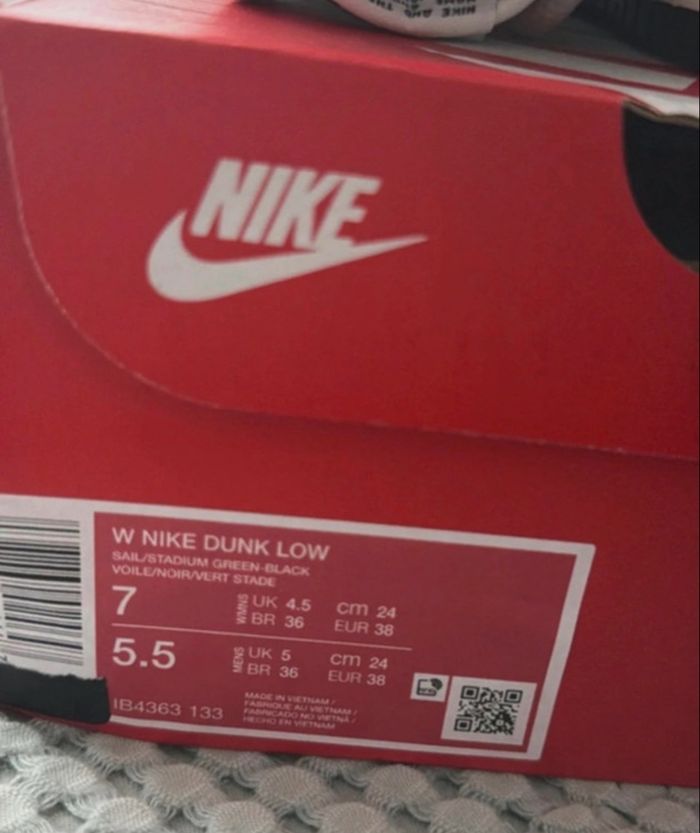 NIKE
W NIKE DUNK LOW
SAIL/STADIUM GREEN-BLACK
VOILE/NOIR/VERT STADE
7 WMNS UK 4.5 cm 24
BR 36 EUR 38
5.5 MENS UK 5 cm 24
BR 36 EUR 38
IB4363 133
MADE IN VIETNAM /
FABRIQUE AU VIETNAM /
FABRICADO NO VIETNÃ /
HECHO EN VIETNAM